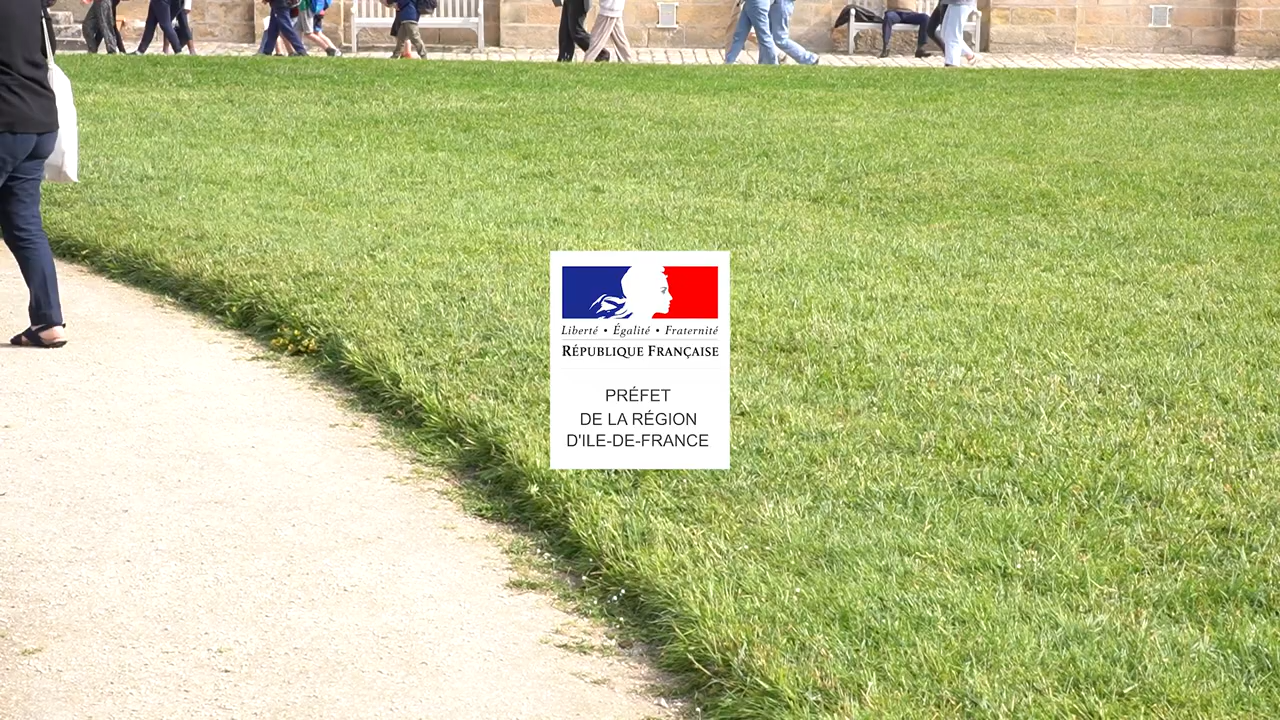 Liberté • Égalité • Fraternité
RÉPUBLIQUE FRANÇAISE
PRÉFET
DE LA RÉGION
D'ILE-DE-FRANCE